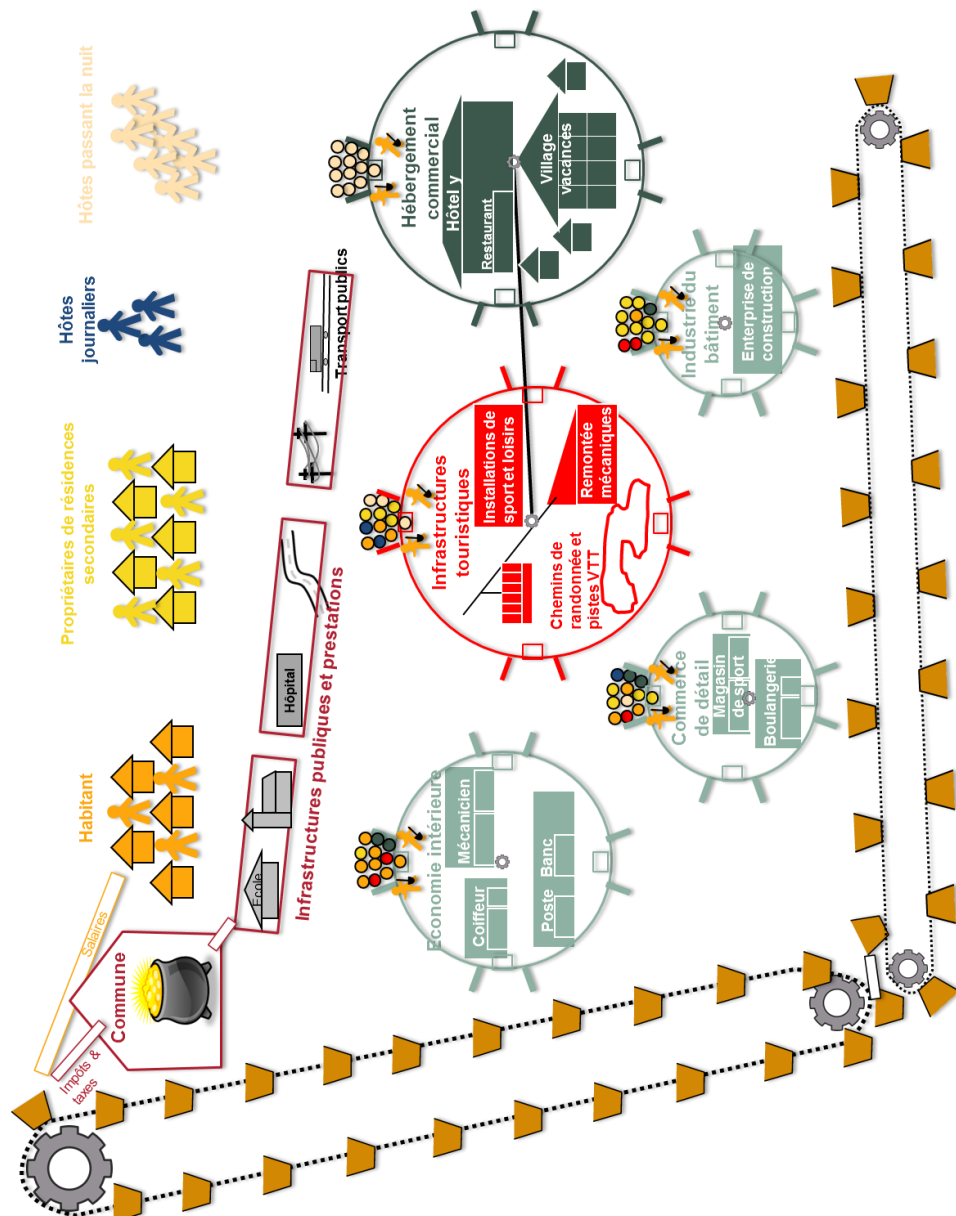 Impôts &
taxes
Salaires
Commune
Habitant
Propriétaires de résidences
secondaires
Hôtes
journaliers
Hôtes passant la nuit
Ecole
Hôpital
Transport publics
Infrastructures publiques et prestations
Economie intérieure
Mécanicien
Coiffeur
Poste
Banc
Infrastructures
touristiques
Installations de
sport et loisirs
Remontée
mécaniques
Chemins de
randonnée et
pistes VTT
Hébergement
commercial
Hôtel y
Restaurant
Village
vacances
Commerce
de détail
Magasin
de sport
Boulangerie
Industrie du
bâtiment
Enterprise de
construction